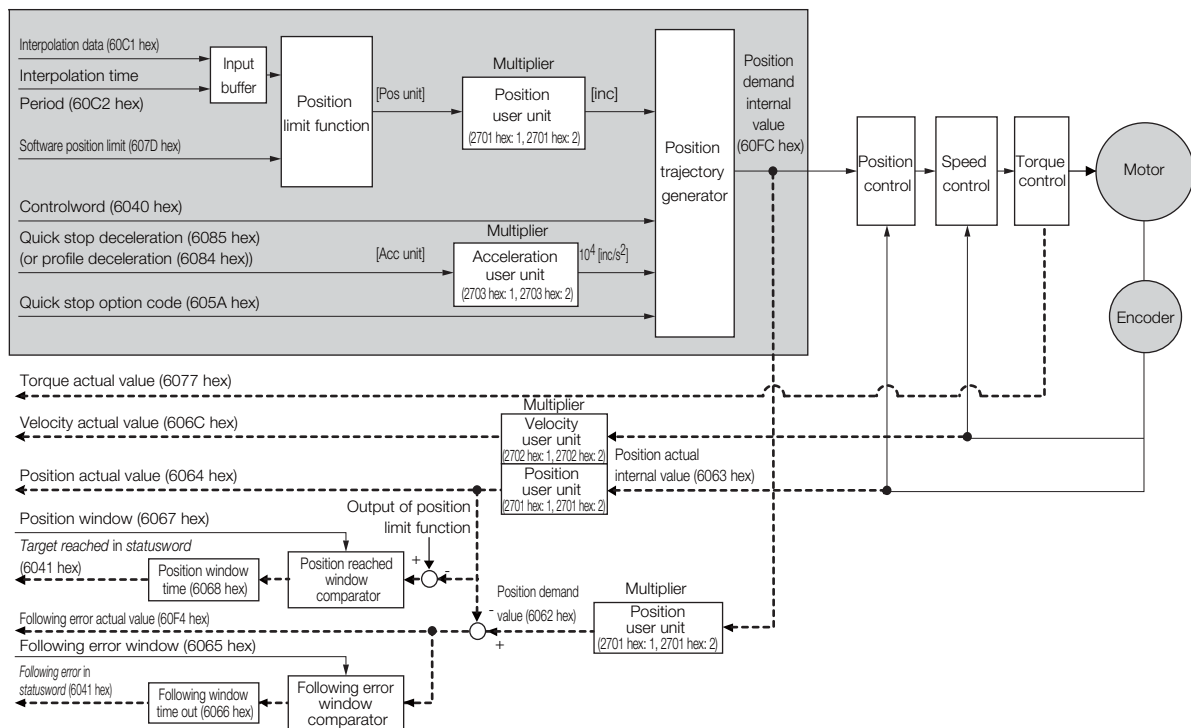 Interpolation data (60C1 hex)
Interpolation time
Period (60C2 hex)
Input
buffer
Software position limit (607D hex)
Position
limit function
[Pos unit]
Multiplier
Position
user unit
(2701 hex: 1, 2701 hex: 2)
[inc]
Position
trajectory
generator
Position
demand
internal
value
(60FC hex)
Position
control
Speed
control
Torque
control
Motor
Encoder
Controlword (6040 hex)
Quick stop deceleration (6085 hex)
(or profile deceleration (6084 hex))
[Acc unit]
Multiplier
Acceleration
user unit
(2703 hex: 1, 2703 hex: 2)
10⁴ [inc/s²]
Quick stop option code (605A hex)
Torque actual value (6077 hex)
Velocity actual value (606C hex)
Multiplier
Velocity
user unit
(2702 hex: 1, 2702 hex: 2)
Position actual value (6064 hex)
Position
user unit
(2701 hex: 1, 2701 hex: 2)
Position actual
internal value (6063 hex)
Position window (6067 hex)
Output of position
limit function
Target reached in statusword
(6041 hex)
Position window
time (6068 hex)
Position reached
window
comparator
+
-
Position demand
value (6062 hex)
-
+
Multiplier
Position
user unit
(2701 hex: 1, 2701 hex: 2)
Following error actual value (60F4 hex)
Following error window (6065 hex)
Following error in
statusword (6041 hex)
Following window
time out (6066 hex)
Following error
window
comparator